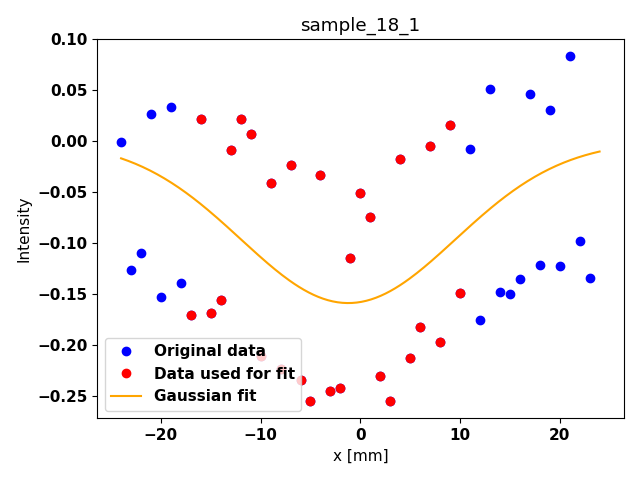 sample_18_1
0.10
0.05
0.00
−0.05
−0.10
−0.15
−0.20
−0.25
Intensity
Original data
Data used for fit
Gaussian fit
−20 −10 0 10 20
x [mm]